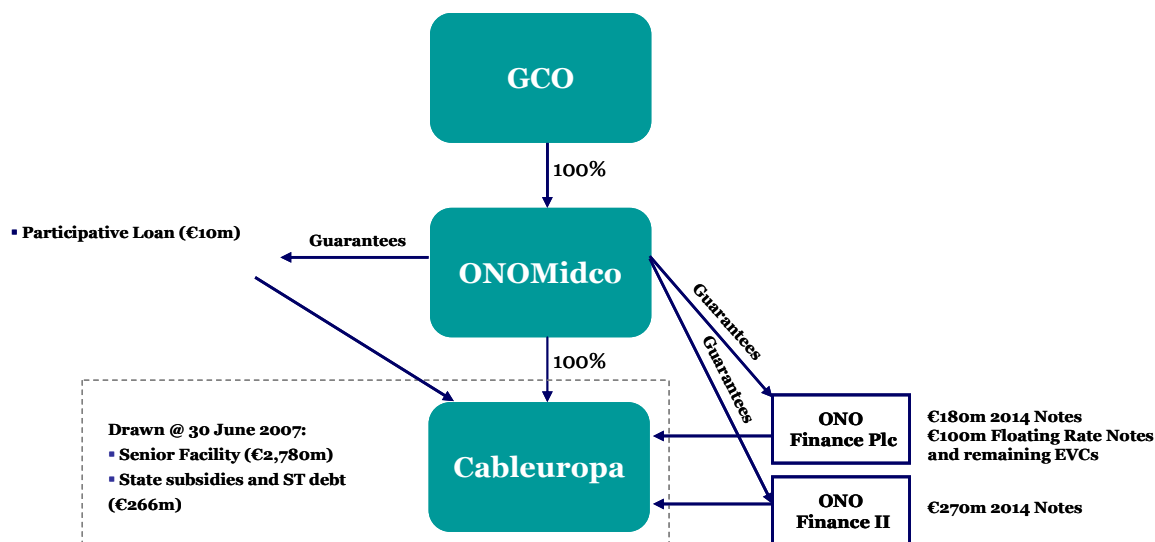 GCO
100%
▪ Participative Loan (€10m)
Guarantees
ONOMidco
Guarantees
Guarantees
100%
Drawn @ 30 June 2007:
▪ Senior Facility (€2,780m)
▪ State subsidies and ST debt
(€266m)
Cableuropa
ONO
Finance Plc
€180m 2014 Notes
€100m Floating Rate Notes
and remaining EVCs
ONO
Finance II
€270m 2014 Notes